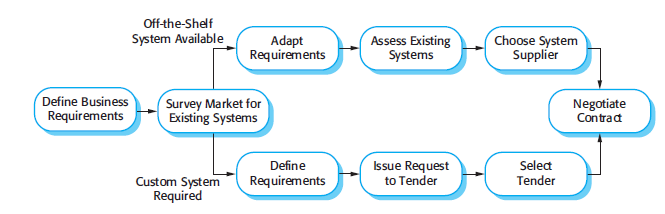 Off-the-Shelf
System Available
Adapt
Requirements
Assess Existing
Systems
Choose System
Supplier
Define Business
Requirements
Survey Market for
Existing Systems
Negotiate
Contract
Define
Requirements
Issue Request
to Tender
Select
Tender
Custom System
Required